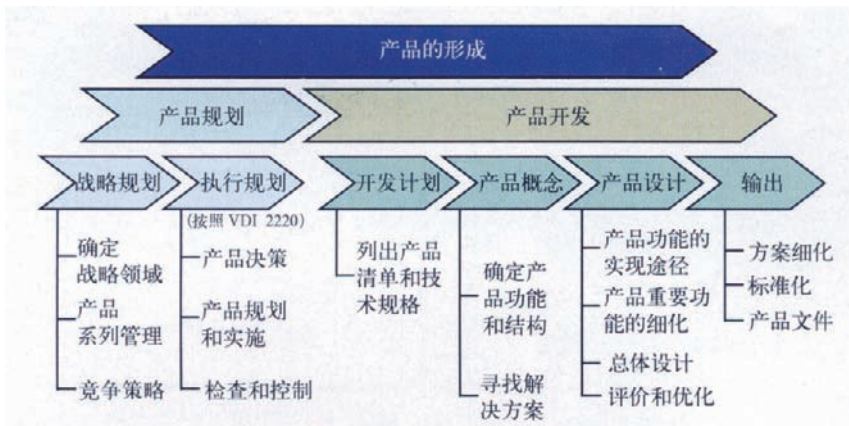 产品的形成
产品规划
产品开发
战略规划
执行规划
开发计划
产品概念
产品设计
输出
(按照 VDI 2220)
确定
战略领域
产品
系列管理
竞争策略
产品决策
产品规划
和实施
检查和控制
列出产品
清单和技
术规格
确定产
品功能
和结构
寻找解
决方案
产品功能的
实现途径
产品重要功
能的细化
总体设计
评价和优化
方案细化
标准化
产品文件